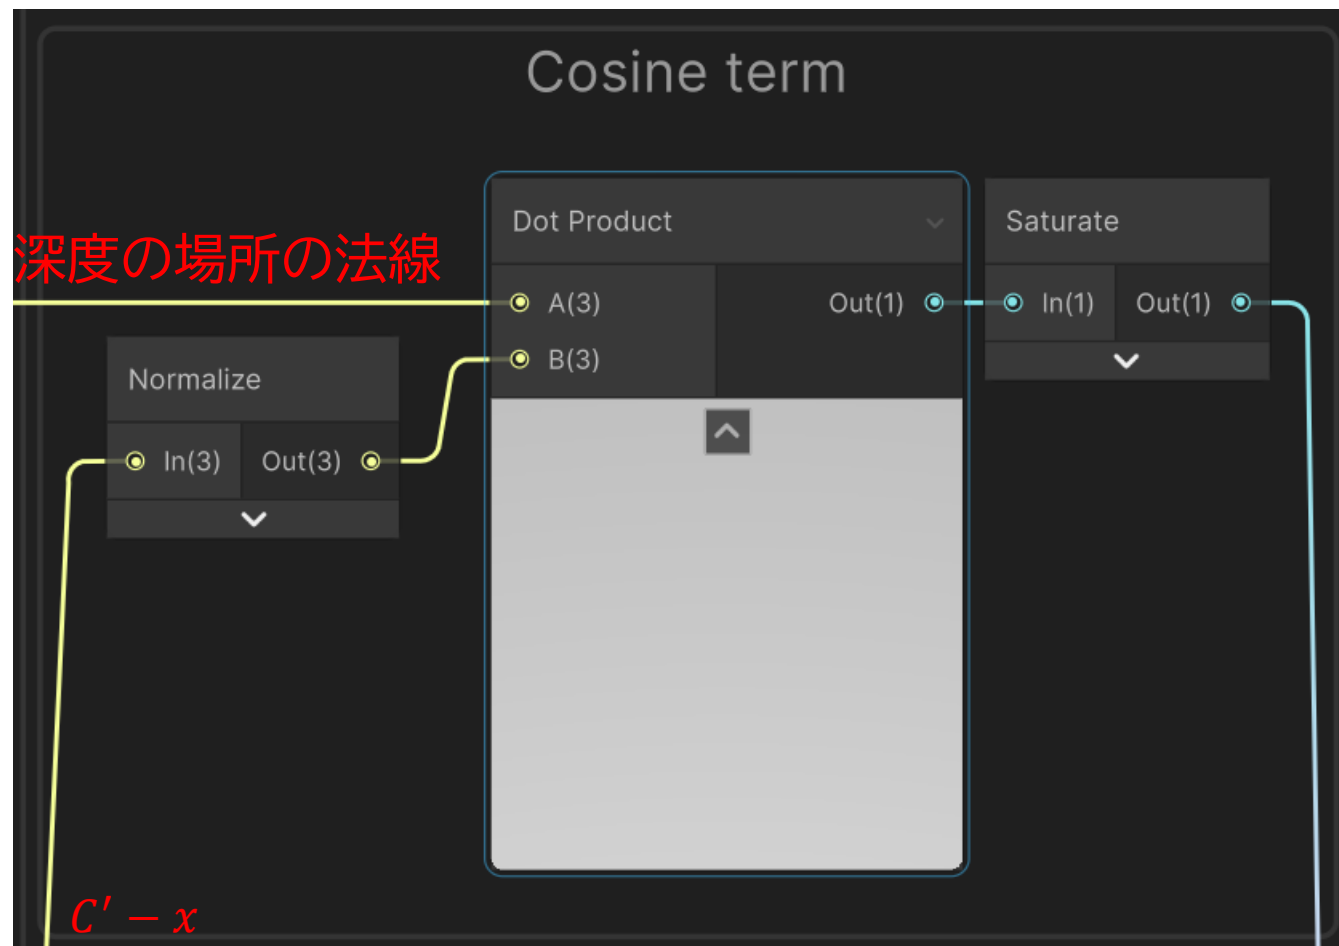 Cosine term
深度の場所の法線
Dot Product
A(3)
Out(1)
B(3)
Saturate
In(1)
Out(1)
Normalize
In(3)
Out(3)
C′ − x